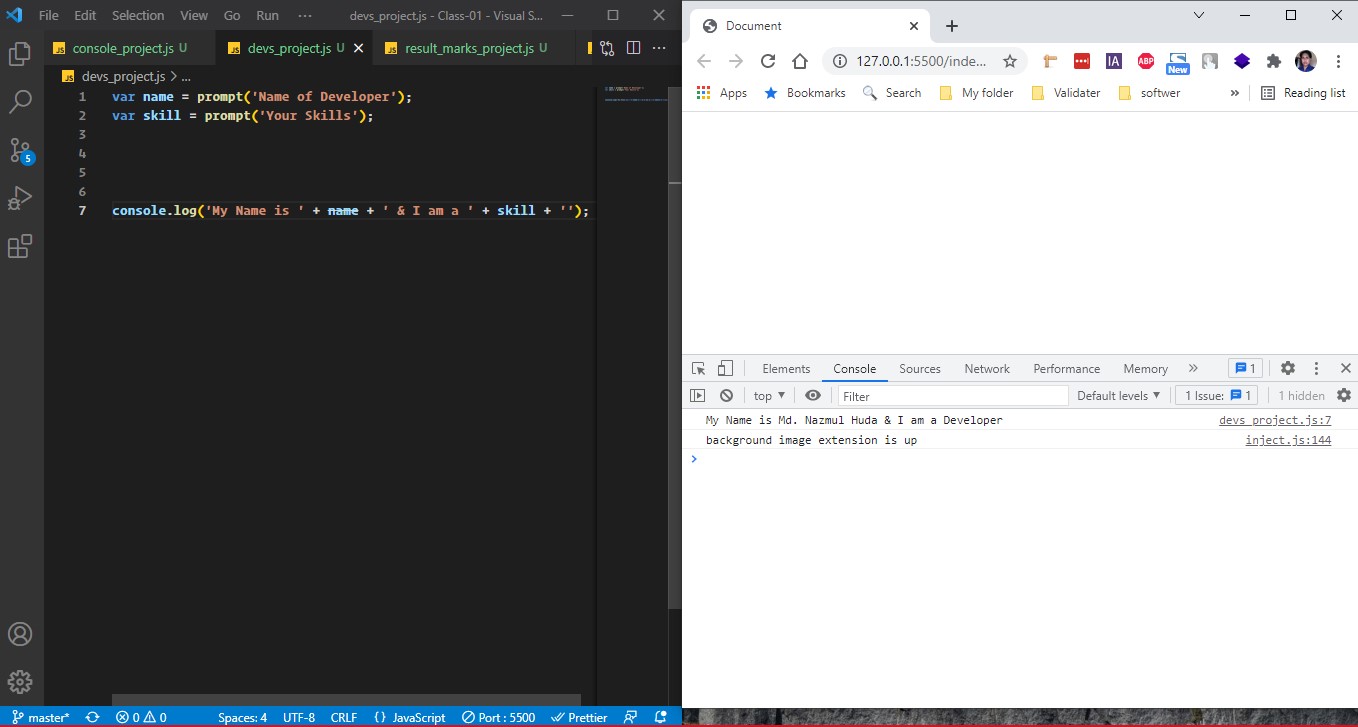 File Edit Selection View Go Run ··· devs_project.js - Class-01 - Visual S...
console_project.js U devs_project.js U result_marks_project.js U
devs_project.js > ...
1 var name = prompt('Name of Developer');
2 var skill = prompt('Your Skills');
3
4
5
6
7 console.log('My Name is ' + name + ' & I am a ' + skill + '');
5
master* 0 0 Spaces: 4 UTF-8 CRLF {} JavaScript Port : 5500 Prettier
Document
127.0.0.1:5500/inde...
IA ABP New
Apps Bookmarks Search My folder Validater softwer » Reading list
Elements Console Sources Network Performance Memory » 1
top Filter Default levels 1 Issue: 1 1 hidden
My Name is Md. Nazmul Huda & I am a Developer devs_project.js:7
background image extension is up inject.js:144
>